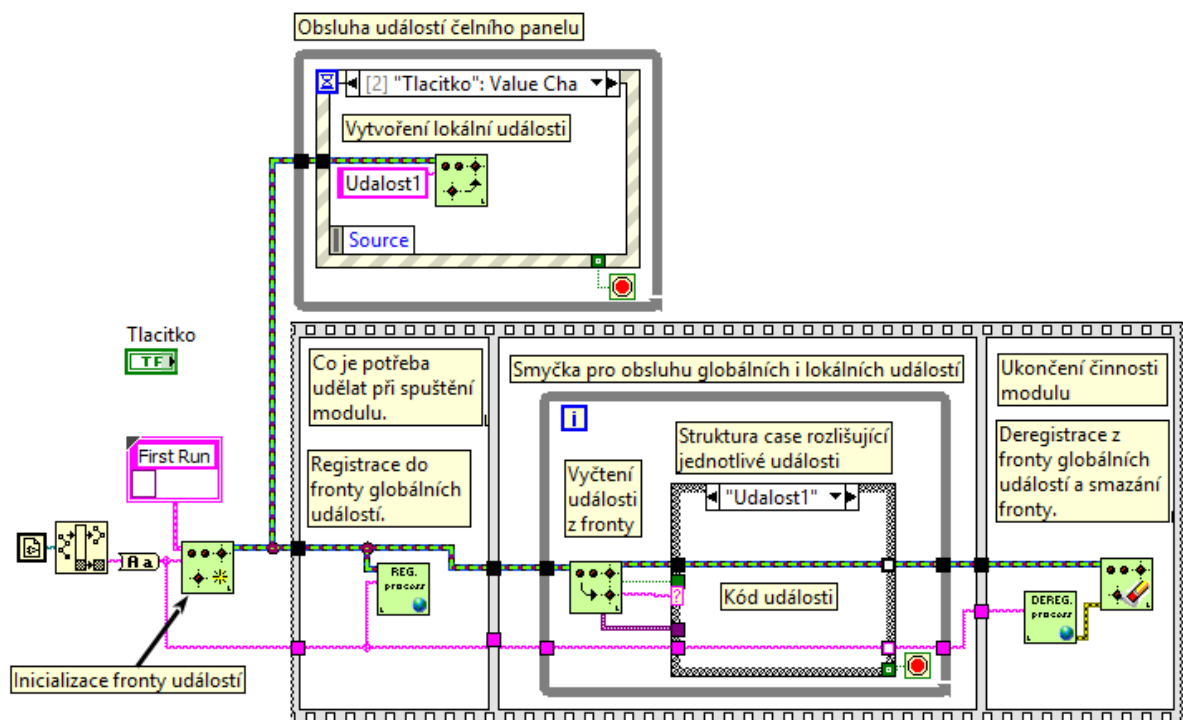 Obsluha událostí čelního panelu
[2] "Tlacitko": Value Cha
Vytvoření lokální události
Udalost1
Source
Tlacitko
TF
Co je potřeba
udělat při spuštění
modulu.
Smyčka pro obsluhu globálních i lokálních událostí
Ukončení činnosti
modulu
i
First Run
Registrace do
fronty globálních
událostí.
Vyčtení
události
z fronty
Struktura case rozlišující
jednotlivé události
"Udalost1"
Deregistrace z
fronty globálních
událostí a smazání
fronty.
Aa
REG.
process
?
Kód události
DEREG.
process
Inicializace fronty událostí